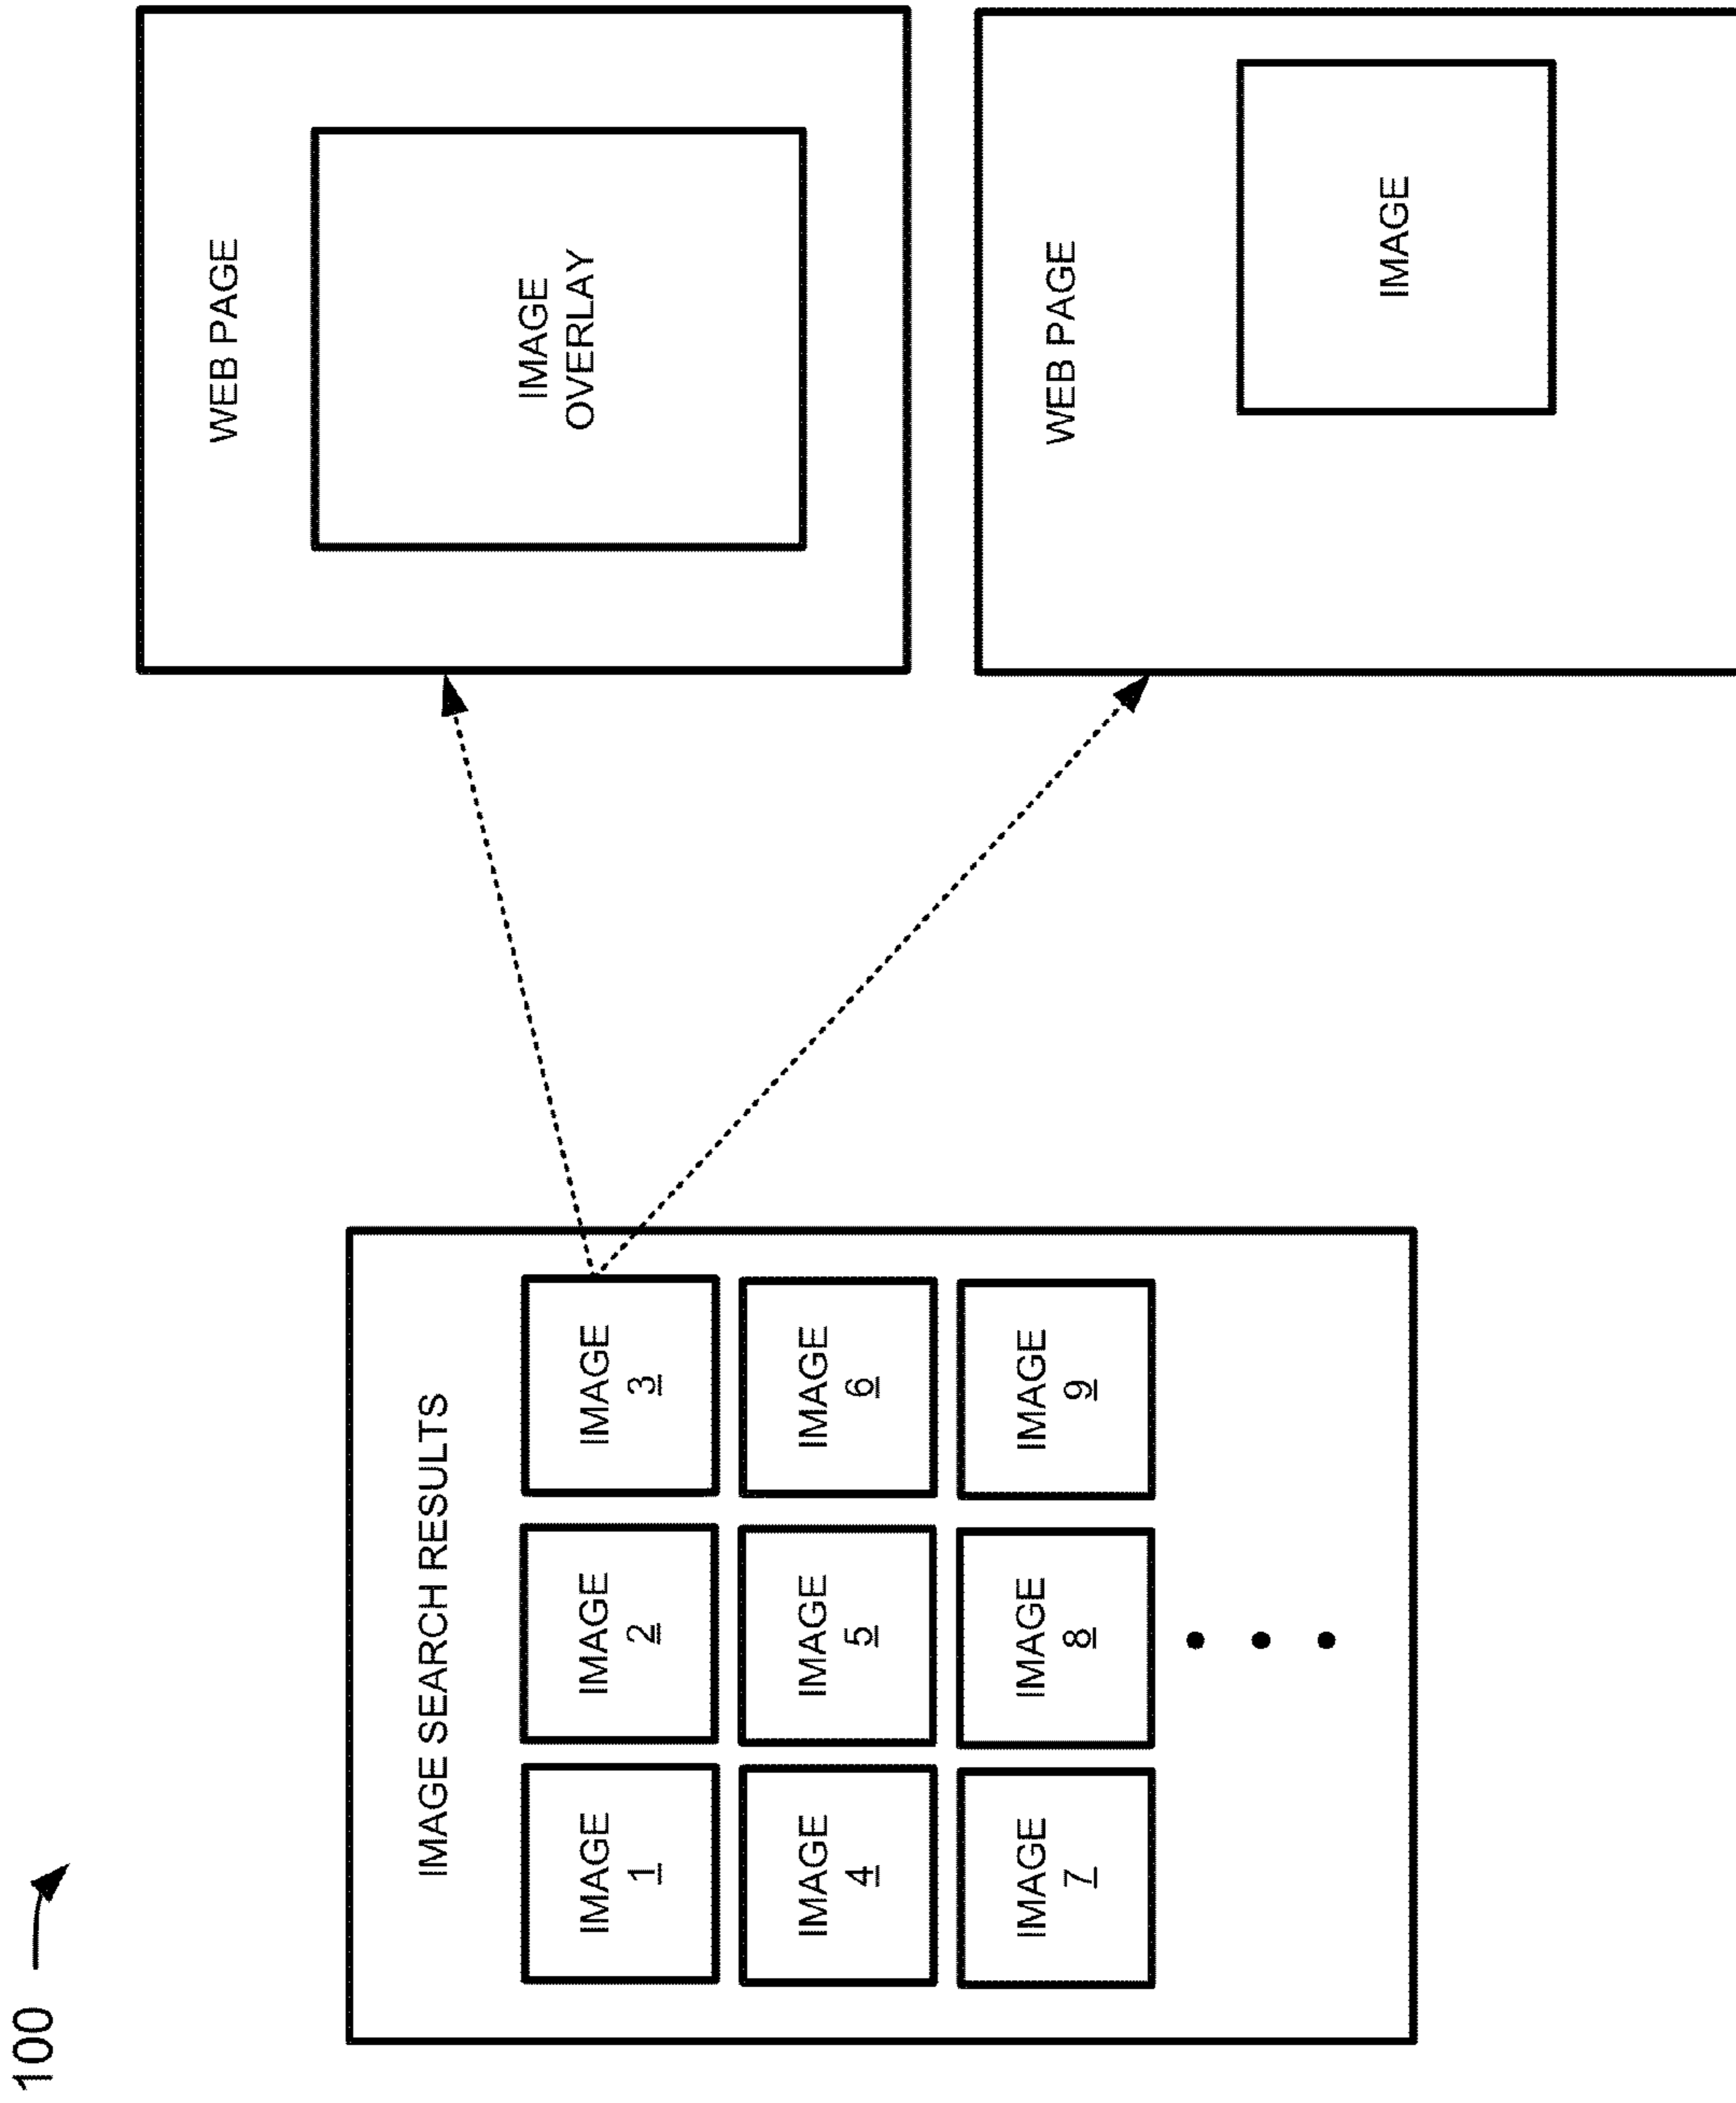 100
IMAGE SEARCH RESULTS
IMAGE
1
IMAGE
2
IMAGE
3
IMAGE
4
IMAGE
5
IMAGE
6
IMAGE
7
IMAGE
8
IMAGE
9
WEB PAGE
IMAGE
OVERLAY
WEB PAGE
IMAGE